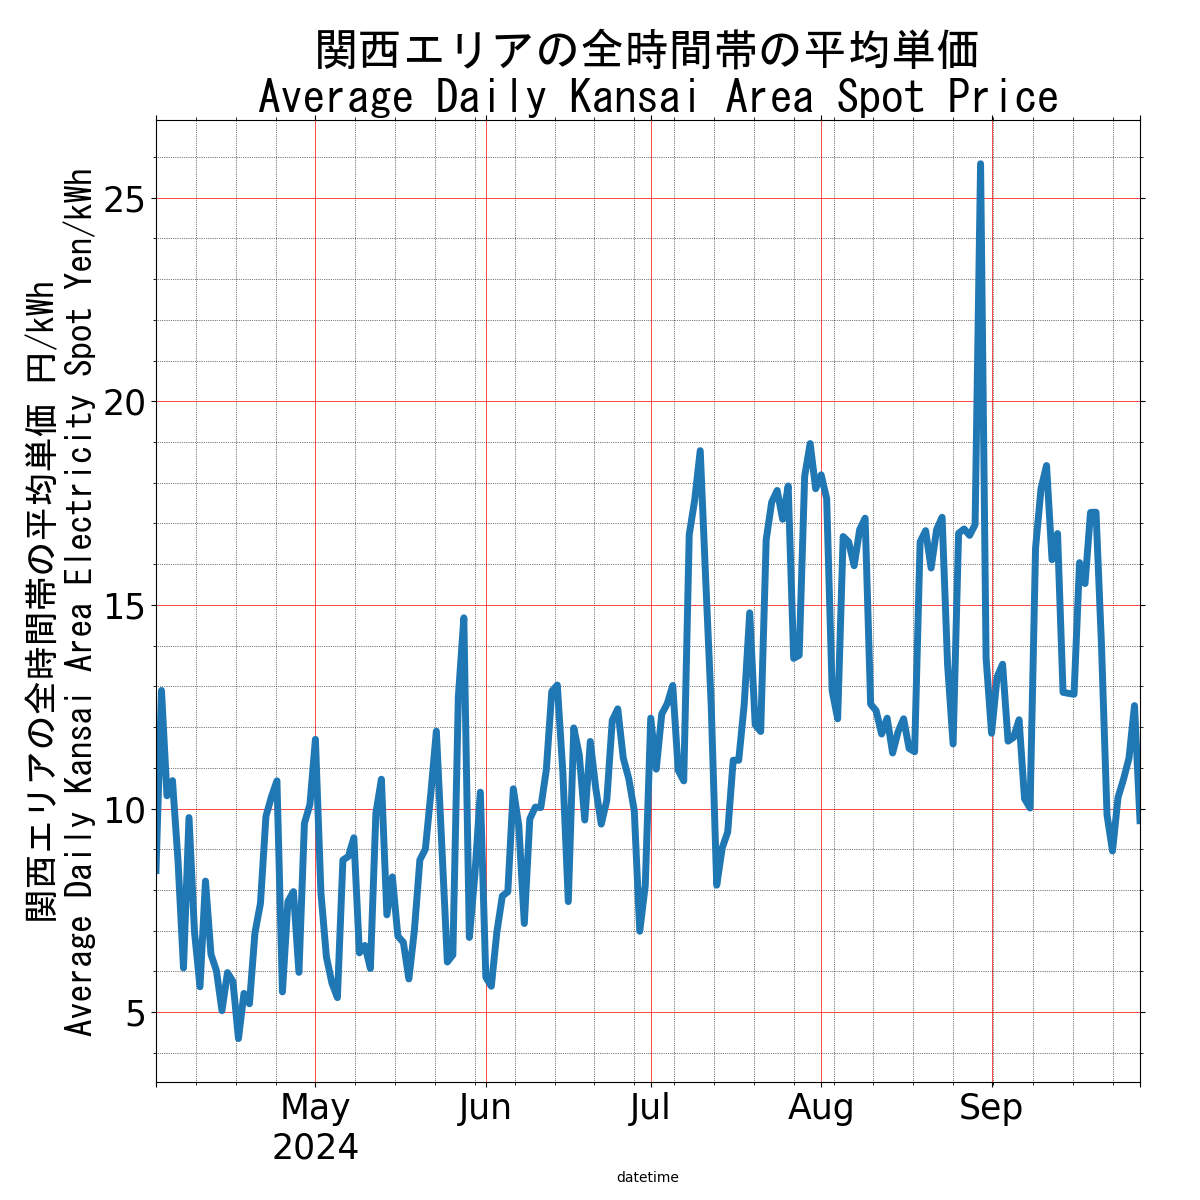 関西エリアの全時間帯の平均単価
Average Daily Kansai Area Spot Price
関西エリアの全時間帯の平均単価 円/kWh
Average Daily Kansai Area Electricity Spot Yen/kWh
25
20
15
10
5
May
2024
Jun
Jul
Aug
Sep
datetime